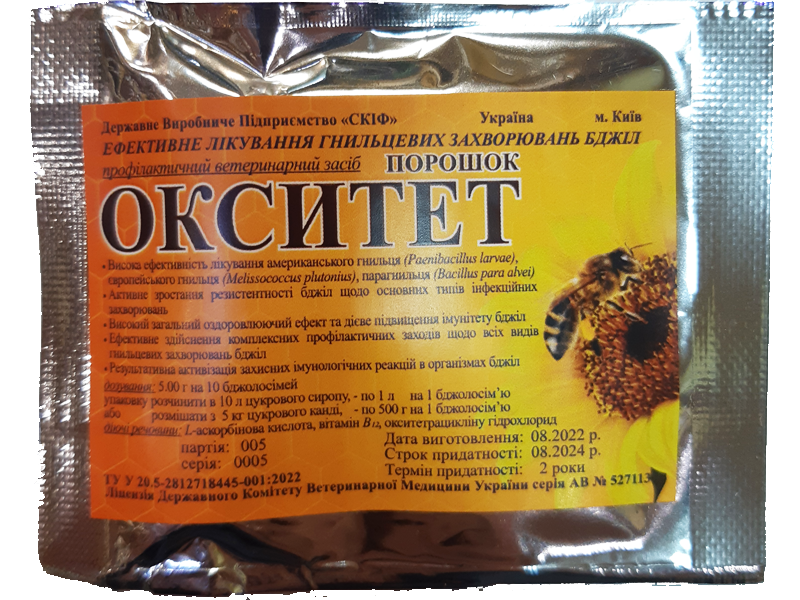 Державне Виробниче Підприємство «СКІФ» Україна м. Київ
ЕФЕКТИВНЕ ЛІКУВАННЯ ГНИЛЬЦЕВИХ ЗАХВОРЮВАНЬ БДЖІЛ
профілактичний ветеринарний засіб ПОРОШОК
ОКСИТЕТ
• Висока ефективність лікування американського гнильця (Paenibacillus larvae),
європейського гнильця (Melissococcus plutonius), парагнильця (Bacillus para alvei)
• Активне зростання резистентності бджіл щодо основних типів інфекційних
захворювань
• Високий загальний оздоровлюючий ефект та дієве підвищення імунітету бджіл
• Ефективне здійснення комплексних профілактичних заходів щодо всіх видів
гнильцевих захворювань бджіл
• Результативна активізація захисних імунологічних реакцій в організмах бджіл
дозування: 5.00 г на 10 бджолосімей
упаковку розчинити в 10 л цукрового сиропу, - по 1 л на 1 бджолосім'ю
або розмішати з 5 кг цукрового канді, - по 500 г на 1 бджолосім'ю
діючі речовини: L-аскорбінова кислота, вітамін B12, окситетрацикліну гідрохлорид
партія: 005 Дата виготовлення: 08.2022 р.
серія: 0005 Строк придатності: 08.2024 р.
Термін придатності: 2 роки
ТУ У 20.5-2812718445-001:2022
Ліцензія Державного Комітету Ветеринарної Медицини України серія АВ № 527113